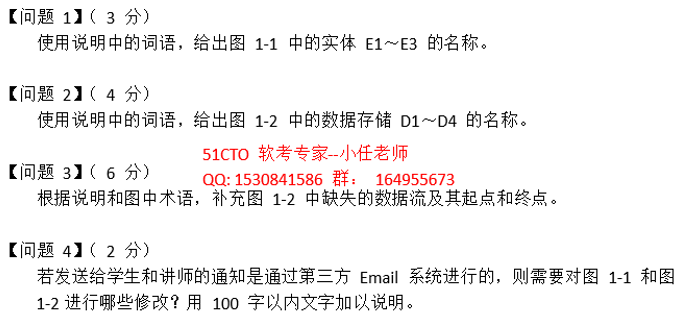 【问题 1】（ 3 分）
使用说明中的词语，给出图 1-1 中的实体 E1～E3 的名称。
【问题 2】（ 4 分）
使用说明中的词语，给出图 1-2 中的数据存储 D1～D4 的名称。
51CTO 软考专家--小任老师
【问题 3】（ 6 分）
QQ: 1530841586 群： 164955673
根据说明和图中术语，补充图 1-2 中缺失的数据流及其起点和终点。
【问题 4】（ 2 分）
若发送给学生和讲师的通知是通过第三方 Email 系统进行的，则需要对图 1-1 和图
1-2 进行哪些修改？用 100 字以内文字加以说明。